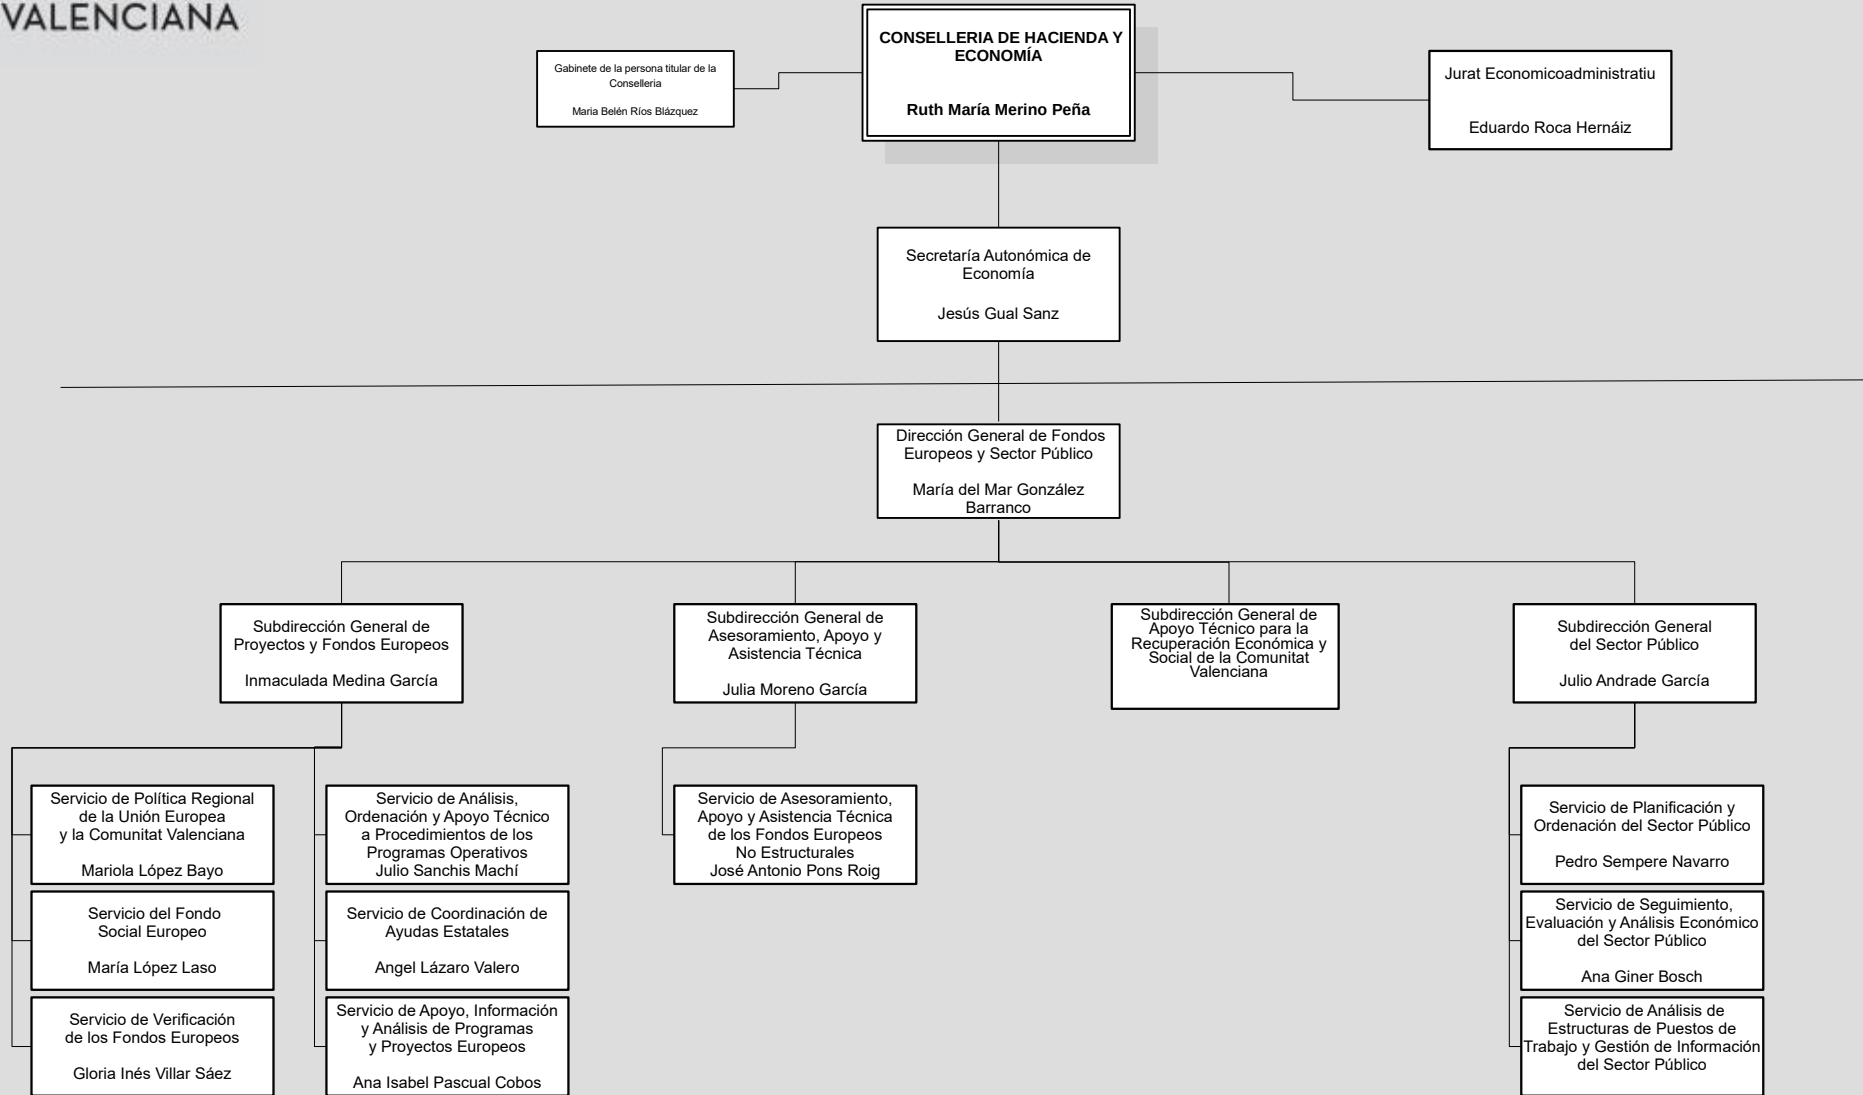 VALENCIANA
CONSELLERIA DE HACIENDA Y
ECONOMÍA
Ruth María Merino Peña
Gabinete de la persona titular de la
Conselleria
Maria Belén Ríos Blázquez
Jurat Economicoadministratiu
Eduardo Roca Hernáiz
Secretaría Autonómica de
Economía
Jesús Gual Sanz
Dirección General de Fondos
Europeos y Sector Público
María del Mar González
Barranco
Subdirección General de
Proyectos y Fondos Europeos
Inmaculada Medina García
Subdirección General de
Asesoramiento, Apoyo y
Asistencia Técnica
Julia Moreno García
Subdirección General de
Apoyo Técnico para la
Recuperación Económica y
Social de la Comunitat
Valenciana
Subdirección General
del Sector Público
Julio Andrade García
Servicio de Política Regional
de la Unión Europea
y la Comunitat Valenciana
Mariola López Bayo
Servicio del Fondo
Social Europeo
María López Laso
Servicio de Verificación
de los Fondos Europeos
Gloria Inés Villar Sáez
Servicio de Análisis,
Ordenación y Apoyo Técnico
a Procedimientos de los
Programas Operativos
Julio Sanchis Machí
Servicio de Coordinación de
Ayudas Estatales
Angel Lázaro Valero
Servicio de Apoyo, Información
y Análisis de Programas
y Proyectos Europeos
Ana Isabel Pascual Cobos
Servicio de Asesoramiento,
Apoyo y Asistencia Técnica
de los Fondos Europeos
No Estructurales
José Antonio Pons Roig
Servicio de Planificación y
Ordenación del Sector Público
Pedro Sempere Navarro
Servicio de Seguimiento,
Evaluación y Análisis Económico
del Sector Público
Ana Giner Bosch
Servicio de Análisis de
Estructuras de Puestos de
Trabajo y Gestión de Información
del Sector Público